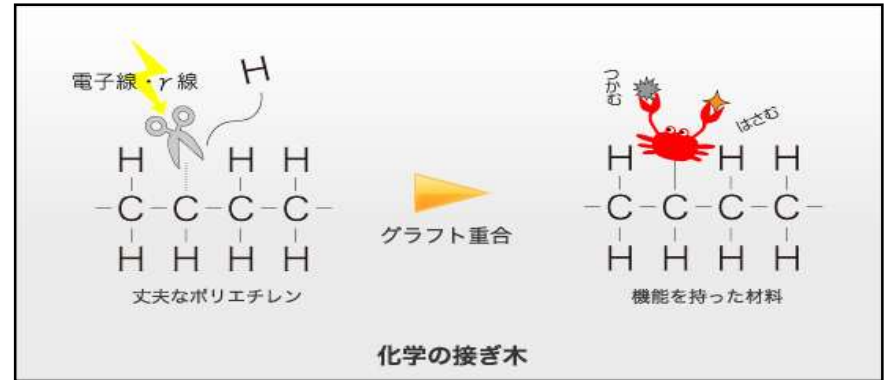 電子線・γ線
H
H H H
-C-C-C-C-
H H H H
丈夫なポリエチレン
グラフト重合
つかむ
はさむ
H H H
-C-C-C-C-
H H H H
機能を持った材料
化学の接ぎ木